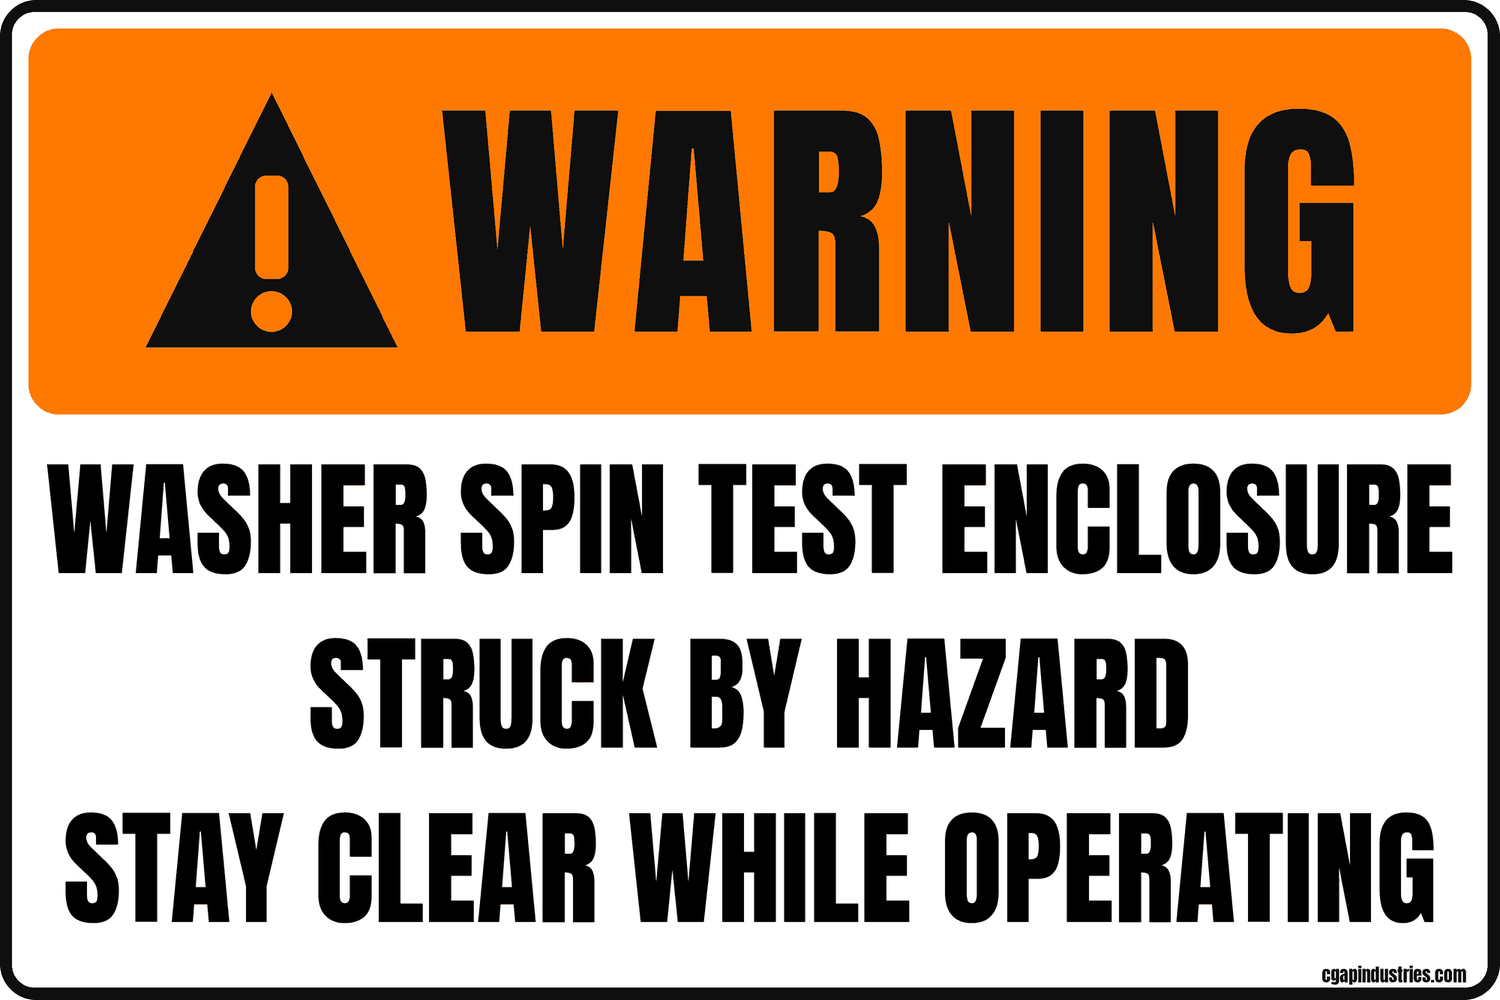 WARNING
WASHER SPIN TEST ENCLOSURE
STRUCK BY HAZARD
STAY CLEAR WHILE OPERATING
cgapindustries.com